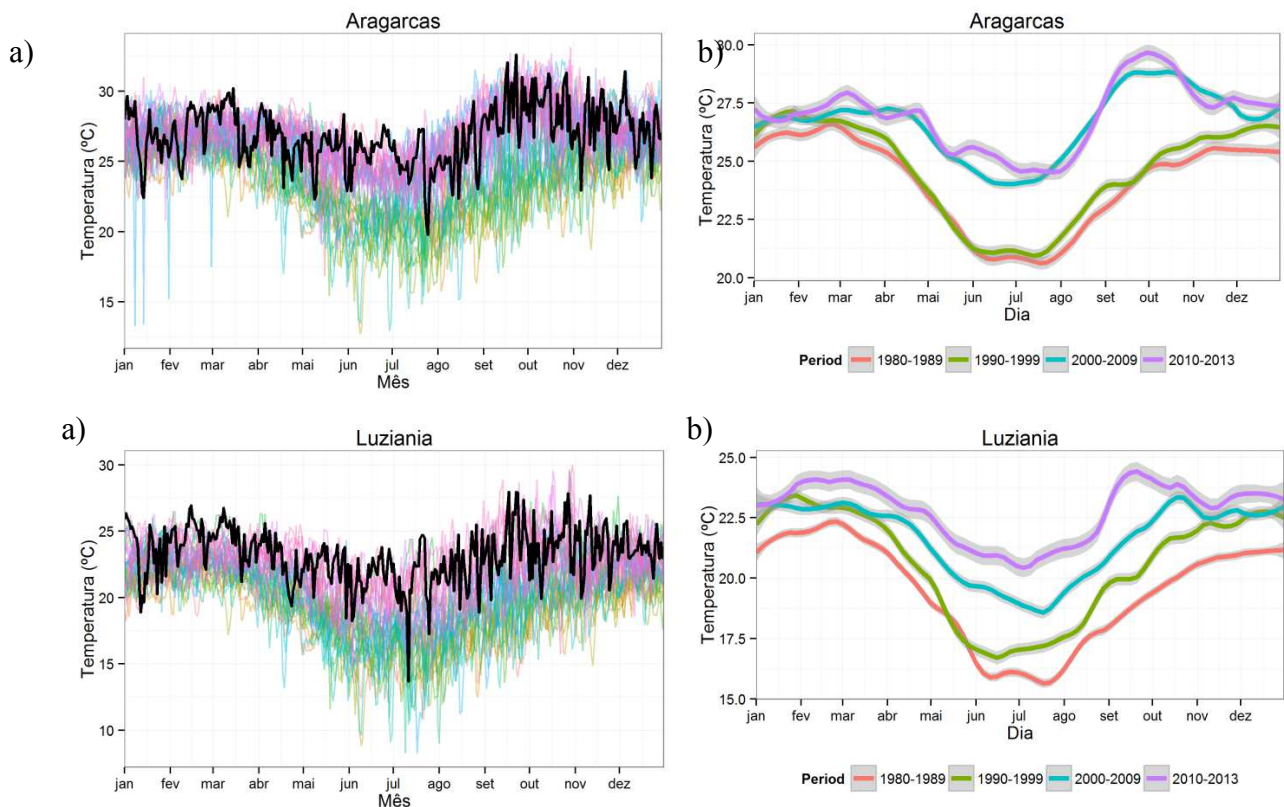 a)
Aragarcas
Temperatura (ºC)
30
25
20
15
jan fev mar abr mai jun jul ago set out nov dez
Mês
b)
Aragarcas
Temperatura (ºC)
30.0
27.5
25.0
22.5
20.0
jan fev mar abr mai jun jul ago set out nov dez
Dia
Period 1980-1989 1990-1999 2000-2009 2010-2013
a)
Luziania
Temperatura (ºC)
30
25
20
15
10
jan fev mar abr mai jun jul ago set out nov dez
Mês
b)
Luziania
Temperatura (ºC)
25.0
22.5
20.0
17.5
15.0
jan fev mar abr mai jun jul ago set out nov dez
Dia
Period 1980-1989 1990-1999 2000-2009 2010-2013